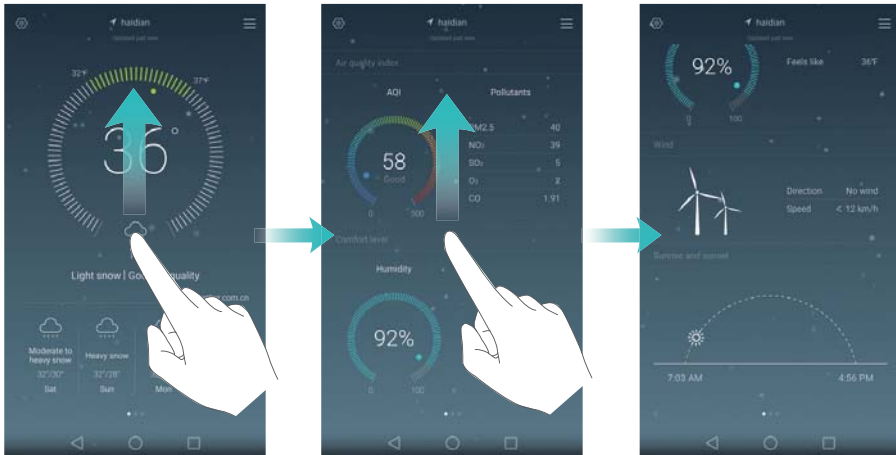 haidian
Updated just now
32°F
37°F
36°
Light snow | Go quality
com.cn
Moderate to
heavy snow
32°/30°
Sat
Heavy snow
32°/28°
Sun
Mon
haidian
Updated just now
Air quality index
AQI
58
Good
0
500
Pollutants
PM2.5 40
NO₂ 39
SO₂ 5
O₃
CO 1.91
Comfort level
Humidity
92%
0
100
haidian
Updated just now
92%
0
100
Feels like 36°F
Wind
Direction No wind
Speed < 12 km/h
Sunrise and sunset
7:03 AM
4:56 PM